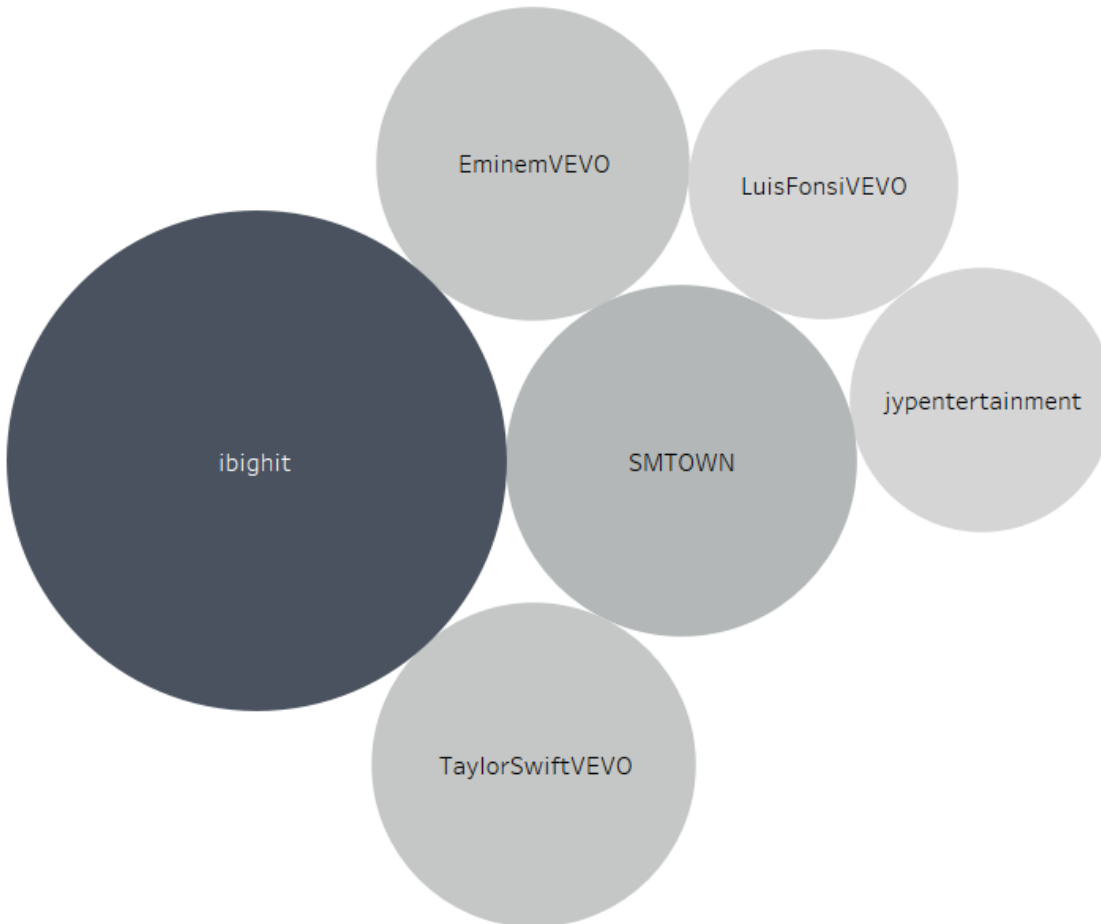 EminemVEVO
LuisFonsiVEVO
jypentertainment
ibighit
SMTOWN
TaylorSwiftVEVO